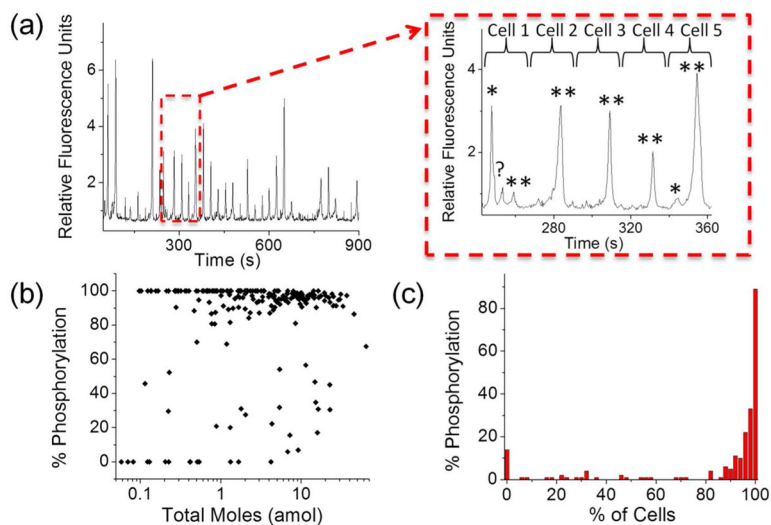 (a)
Relative Fluorescence Units
6
4
2
300 600 900
Time (s)
Cell 1 Cell 2 Cell 3 Cell 4 Cell 5
Relative Fluorescence Units
4
2
* ? ** ** ** ** * **
260 280 360
Time (s)
(b)
% Phosphorylation
100
80
60
40
20
0
0.1 1 10
Total Moles (amol)
(c)
% Phosphorylation
80
60
40
20
0
0 20 40 60 80 100
% of Cells